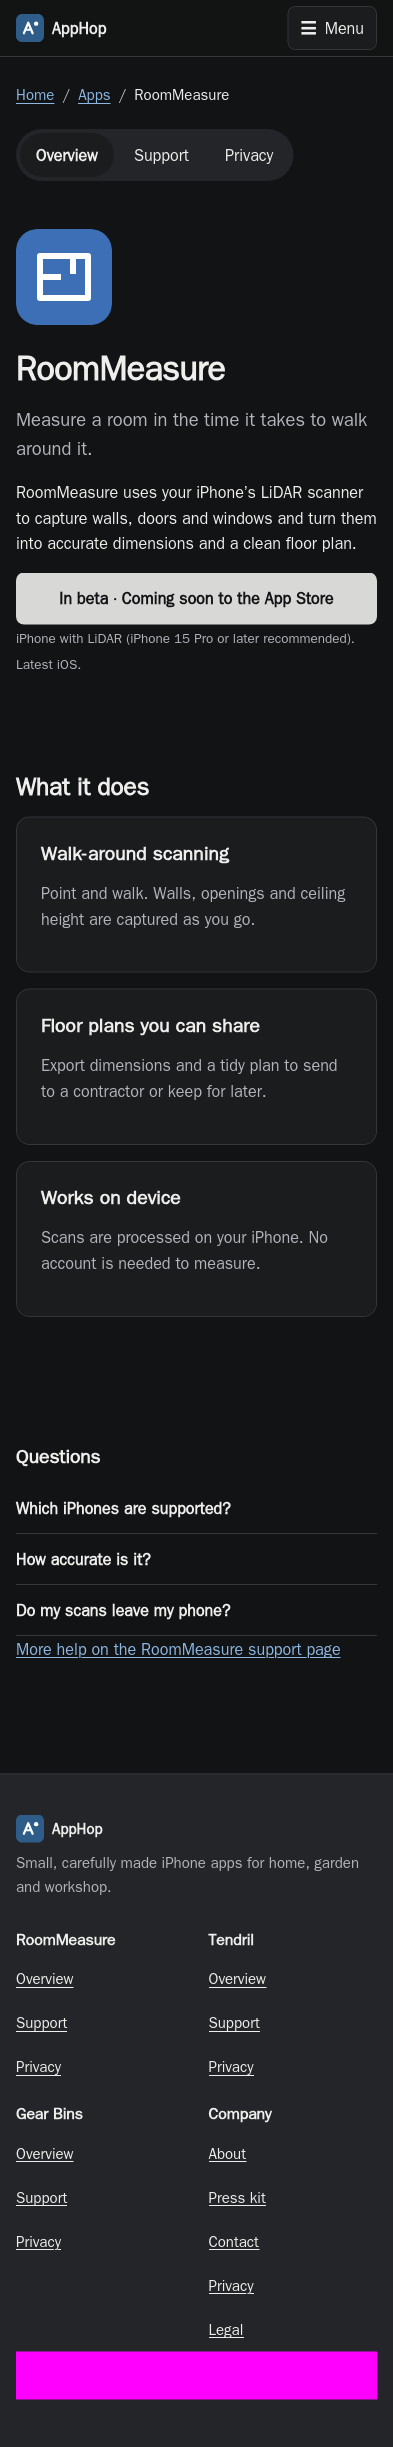 AppHop
☰ Menu
Home / Apps / RoomMeasure
Overview Support Privacy
RoomMeasure
Measure a room in the time it takes to walk
around it.
RoomMeasure uses your iPhone's LiDAR scanner
to capture walls, doors and windows and turn them
into accurate dimensions and a clean floor plan.
In beta · Coming soon to the App Store
iPhone with LiDAR (iPhone 15 Pro or later recommended).
Latest iOS.
What it does
Walk-around scanning
Point and walk. Walls, openings and ceiling
height are captured as you go.
Floor plans you can share
Export dimensions and a tidy plan to send
to a contractor or keep for later.
Works on device
Scans are processed on your iPhone. No
account is needed to measure.
Questions
Which iPhones are supported?
How accurate is it?
Do my scans leave my phone?
More help on the RoomMeasure support page
AppHop
Small, carefully made iPhone apps for home, garden
and workshop.
RoomMeasure
Overview
Support
Privacy
Tendril
Overview
Support
Privacy
Gear Bins
Overview
Support
Privacy
Company
About
Press kit
Contact
Privacy
Legal